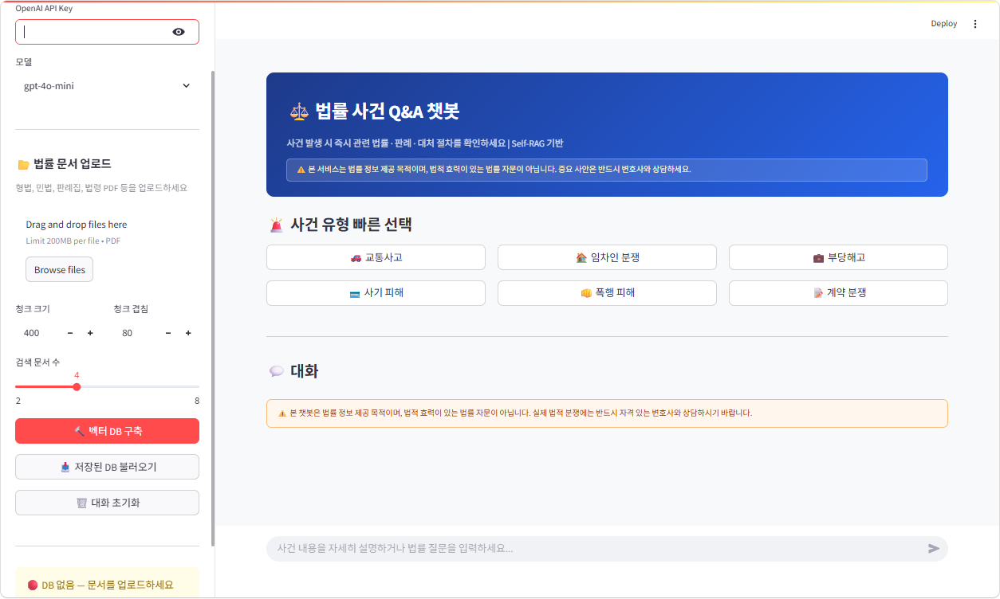 OpenAI API Key
모델
gpt-4o-mini
법률 문서 업로드
형법, 민법, 판례집, 법령 PDF 등을 업로드하세요
Drag and drop files here
Limit 200MB per file • PDF
Browse files
청크 크기 청크 겹침
400 - + 80 - +
검색 문서 수
4
2 8
벡터 DB 구축
저장된 DB 불러오기
대화 초기화
DB 없음 — 문서를 업로드하세요
Deploy
법률 사건 Q&A 챗봇
사건 발생 시 즉시 관련 법률 · 판례 · 대처 절차를 확인하세요 | Self-RAG 기반
본 서비스는 법률 정보 제공 목적이며, 법적 효력이 있는 법률 자문이 아닙니다. 중요 사안은 반드시 변호사와 상담하세요.
사건 유형 빠른 선택
교통사고 임차인 분쟁 부당해고
사기 피해 폭행 피해 계약 분쟁
대화
본 챗봇은 법률 정보 제공 목적이며, 법적 효력이 있는 법률 자문이 아닙니다. 실제 법적 분쟁에는 반드시 자격 있는 변호사와 상담하시기 바랍니다.
사건 내용을 자세히 설명하거나 법률 질문을 입력하세요...